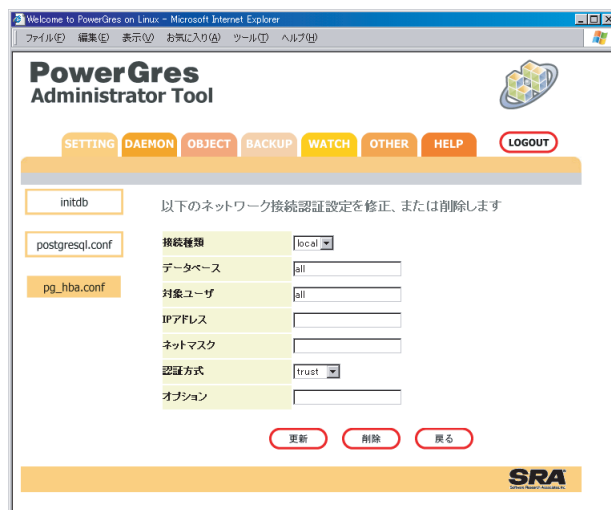 Welcome to PowerGres on Linux - Microsoft Internet Explorer
ファイル(F) 編集(E) 表示(V) お気に入り(A) ツール(T) ヘルプ(H)
PowerGres
Administrator Tool
SETTING DAEMON OBJECT BACKUP WATCH OTHER HELP LOGOUT
initdb
以下のネットワーク接続認証設定を修正、または削除します
postgresql.conf
pg_hba.conf
接続種類 local
データベース all
対象ユーザ all
IPアドレス
ネットマスク
認証方式 trust
オプション
更新 削除 戻る
SRA